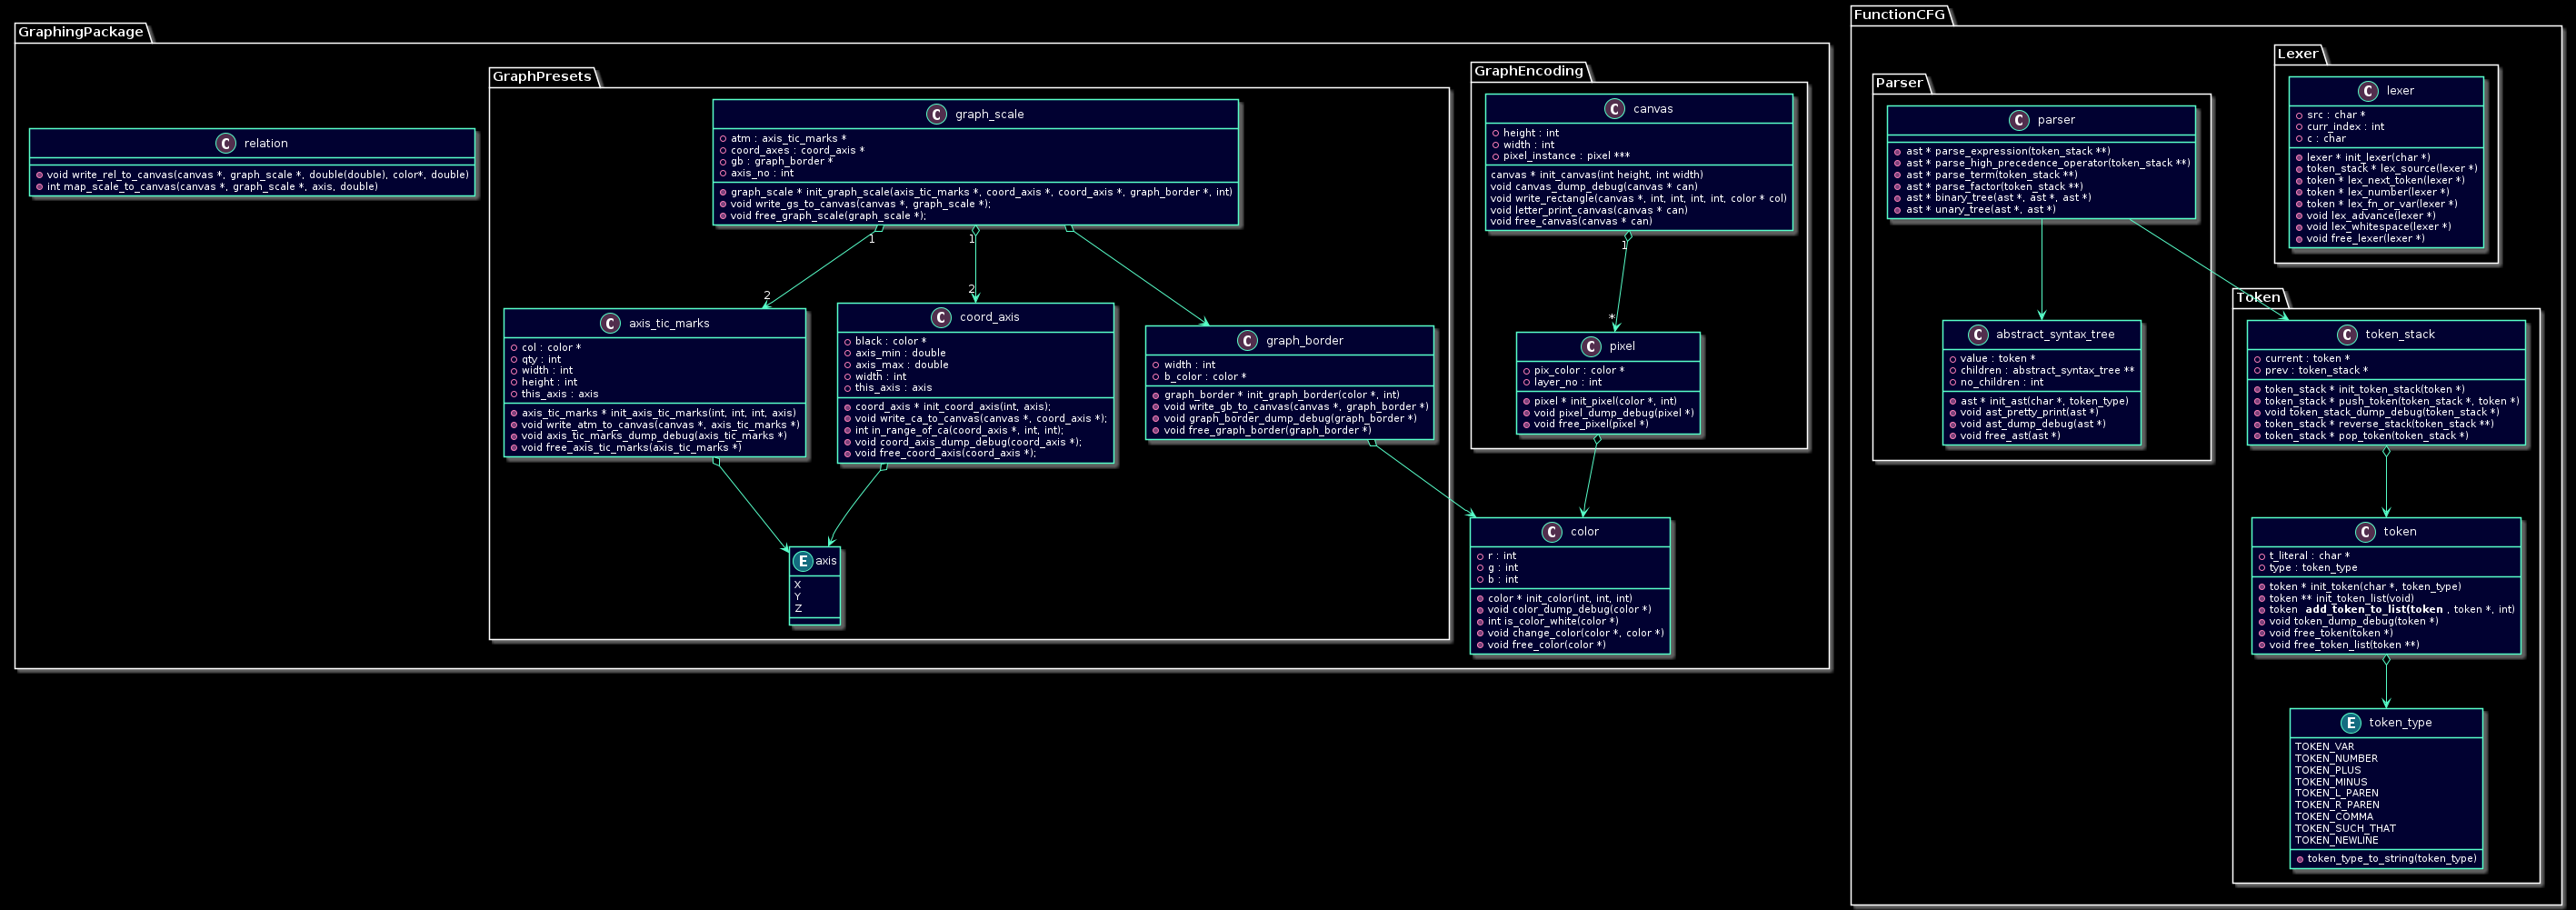 GraphingPackage
relation
void write_rel_to_canvas(canvas *, graph_scale *, double(double), color*, double)
int map_scale_to_canvas(canvas *, graph_scale *, axis, double)
GraphPresets
graph_scale
atm : axis_tic_marks *
coord_axes : coord_axis *
gb : graph_border *
axis_no : int
graph_scale * init_graph_scale(axis_tic_marks *, coord_axis *, coord_axis *, graph_border *, int)
void write_gs_to_canvas(canvas *, graph_scale *);
void free_graph_scale(graph_scale *);
1
1
2
2
axis_tic_marks
col : color *
qty : int
width : int
height : int
this_axis : axis
axis_tic_marks * init_axis_tic_marks(int, int, int, axis)
void write_atm_to_canvas(canvas *, axis_tic_marks *)
void axis_tic_marks_dump_debug(axis_tic_marks *)
void free_axis_tic_marks(axis_tic_marks *)
coord_axis
black : color *
axis_min : double
axis_max : double
width : int
this_axis : axis
coord_axis * init_coord_axis(int, axis);
void write_ca_to_canvas(canvas *, coord_axis *);
int in_range_of_ca(coord_axis *, int, int);
void coord_axis_dump_debug(coord_axis *);
void free_coord_axis(coord_axis *);
graph_border
width : int
b_color : color *
graph_border * init_graph_border(color *, int)
void write_gb_to_canvas(canvas *, graph_border *)
void graph_border_dump_debug(graph_border *)
void free_graph_border(graph_border *)
axis
X
Y
Z
GraphEncoding
canvas
height : int
width : int
pixel_instance : pixel ***
canvas * init_canvas(int height, int width)
void canvas_dump_debug(canvas * can)
void write_rectangle(canvas *, int, int, int, int, color * col)
void letter_print_canvas(canvas * can)
void free_canvas(canvas * can)
1
*
pixel
pix_color : color *
layer_no : int
pixel * init_pixel(color *, int)
void pixel_dump_debug(pixel *)
void free_pixel(pixel *)
color
r : int
g : int
b : int
color * init_color(int, int, int)
void color_dump_debug(color *)
int is_color_white(color *)
void change_color(color *, color *)
void free_color(color *)
FunctionCFG
Parser
parser
ast * parse_expression(token_stack **)
ast * parse_high_precedence_operator(token_stack **)
ast * parse_term(token_stack **)
ast * parse_factor(token_stack **)
ast * binary_tree(ast *, ast *, ast *)
ast * unary_tree(ast *, ast *)
abstract_syntax_tree
value : token *
children : abstract_syntax_tree **
no_children : int
ast * init_ast(char *, token_type)
void ast_pretty_print(ast *)
void ast_dump_debug(ast *)
void free_ast(ast *)
Lexer
lexer
src : char *
curr_index : int
c : char
lexer * init_lexer(char *)
token_stack * lex_source(lexer *)
token * lex_next_token(lexer *)
token * lex_number(lexer *)
token * lex_fn_or_var(lexer *)
void lex_advance(lexer *)
void lex_whitespace(lexer *)
void free_lexer(lexer *)
Token
token_stack
current : token *
prev : token_stack *
token_stack * init_token_stack(token *)
token_stack * push_token(token_stack *, token *)
void token_stack_dump_debug(token_stack *)
token_stack * reverse_stack(token_stack **)
token_stack * pop_token(token_stack *)
token
t_literal : char *
type : token_type
token * init_token(char *, token_type)
token ** init_token_list(void)
token add_token_to_list(token , token *, int)
void token_dump_debug(token *)
void free_token(token *)
void free_token_list(token **)
token_type
TOKEN_VAR
TOKEN_NUMBER
TOKEN_PLUS
TOKEN_MINUS
TOKEN_L_PAREN
TOKEN_R_PAREN
TOKEN_COMMA
TOKEN_SUCH_THAT
TOKEN_NEWLINE
token_type_to_string(token_type)